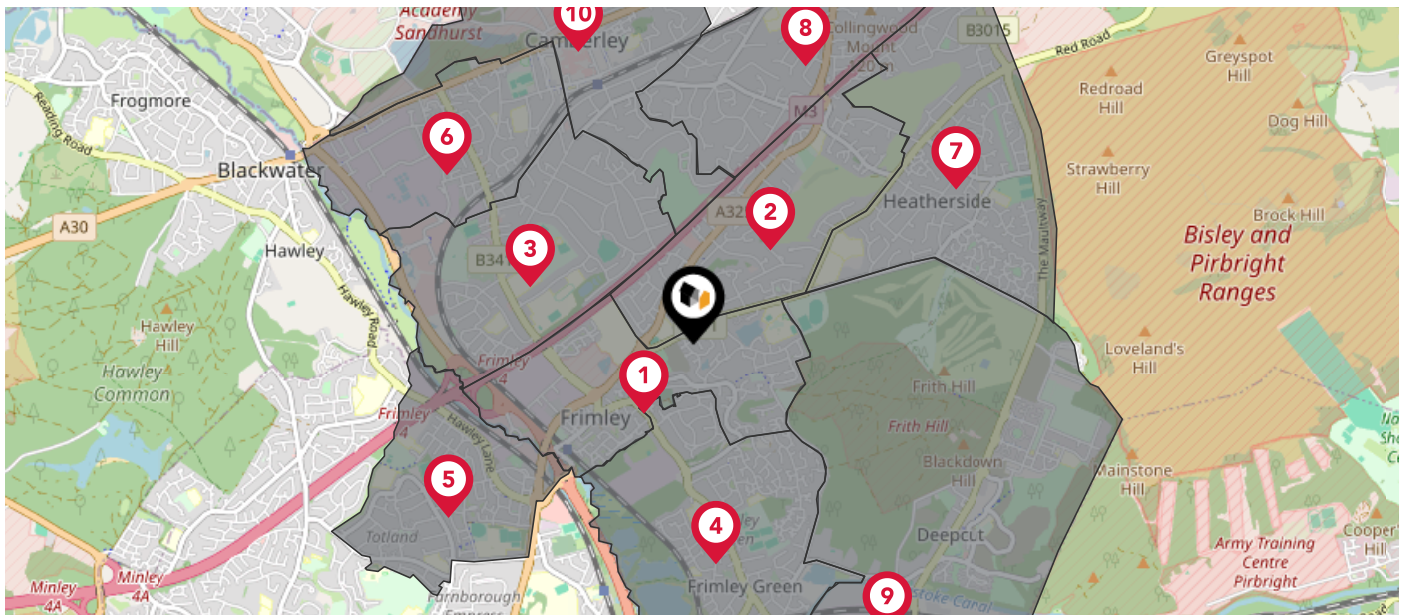 Academy
Sandhurst
10
Camberley
8
Collingwood
Mount
B3015
Red Road
Greyspot
Hill
Frogmore
Reading Road
Redroad
Hill
Dog Hill
M3
6
7
Blackwater
Strawberry
Hill
Heatherside
A30
2
Brock Hill
Hawley
3
The Maultway
Bisley and
Pirbright
Ranges
Hawley Road
Hawley
Hill
Hawley
Common
Frimley
4
Loveland's
Hill
1
Frith Hill
Frimley
4
Frimley
Hawley Lane
Frith Hill
Blackdown
Hill
Mainstone
Hill
5
4
Totland
Deepcut
Cooper's
Hill
Army Training
Centre
Pirbright
Minley
4A
Minley
4A
Frimley Green
9
Farnborough